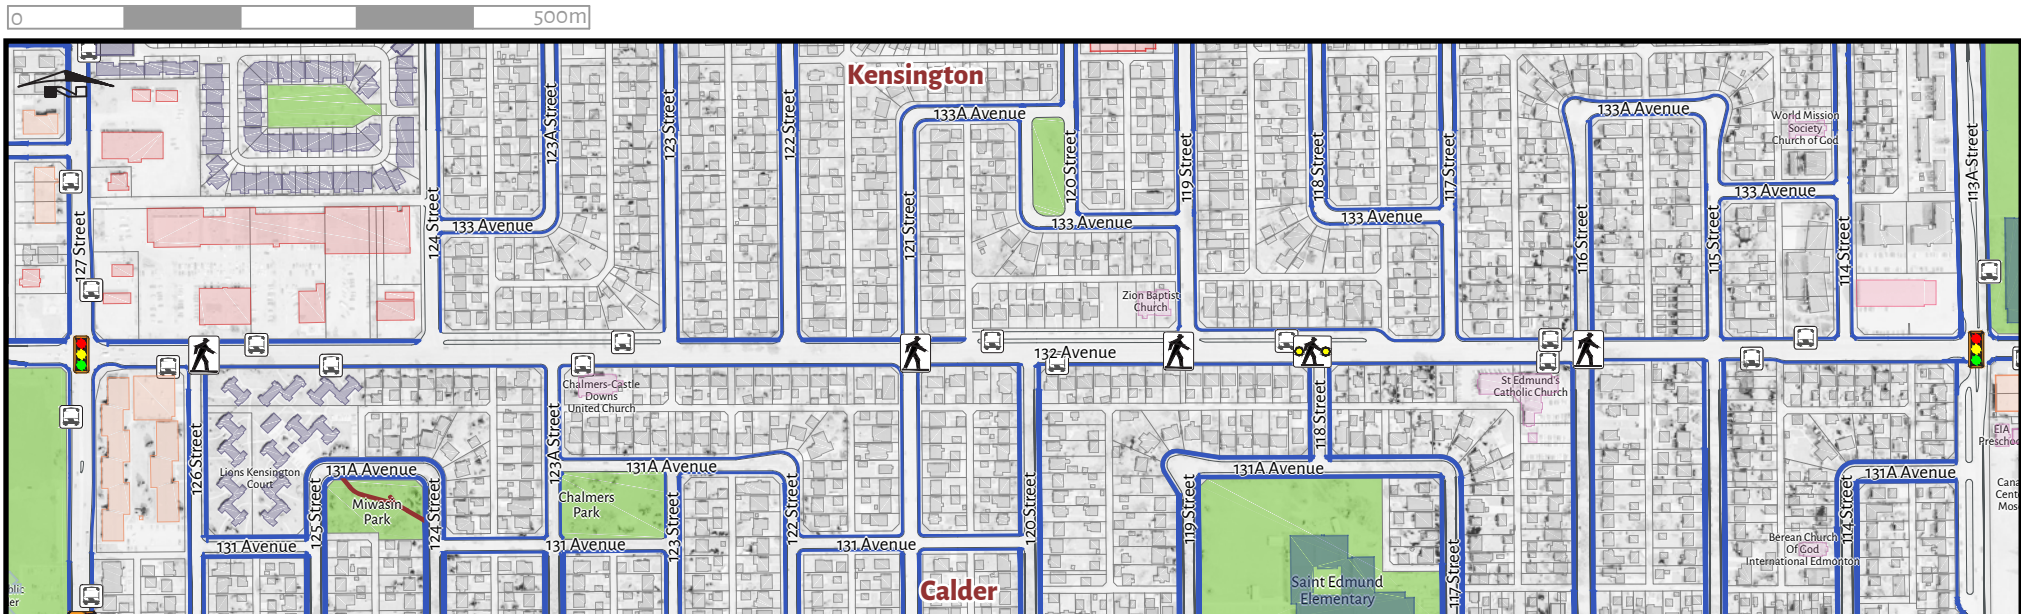 0 500m
Kensington
133A Avenue
133A Avenue
World Mission
Society
Church of God
127 Street
124 Street
123A Street
123 Street
122 Street
121 Street
120 Street
119 Street
118 Street
117 Street
116 Street
115 Street
114 Street
113A Street
133 Avenue
133 Avenue
133 Avenue
133 Avenue
Zion Baptist
Church
132 Avenue
Chalmers-Castle
Downs
United Church
St Edmund's
Catholic Church
118 Street
126 Street
123A Street
Lions Kensington
Court
131A Avenue
131A Avenue
131A Avenue
131A Avenue
EIA
Preschoo
Miwasin
Park
Chalmers
Park
125 Street
124 Street
123 Street
122 Street
120 Street
119 Street
117 Street
114 Street
Cana
Cent
Mos
131 Avenue
131 Avenue
131 Avenue
Berean Church
Of God
International Edmonton
Calder
Saint Edmund
Elementary
blic
er